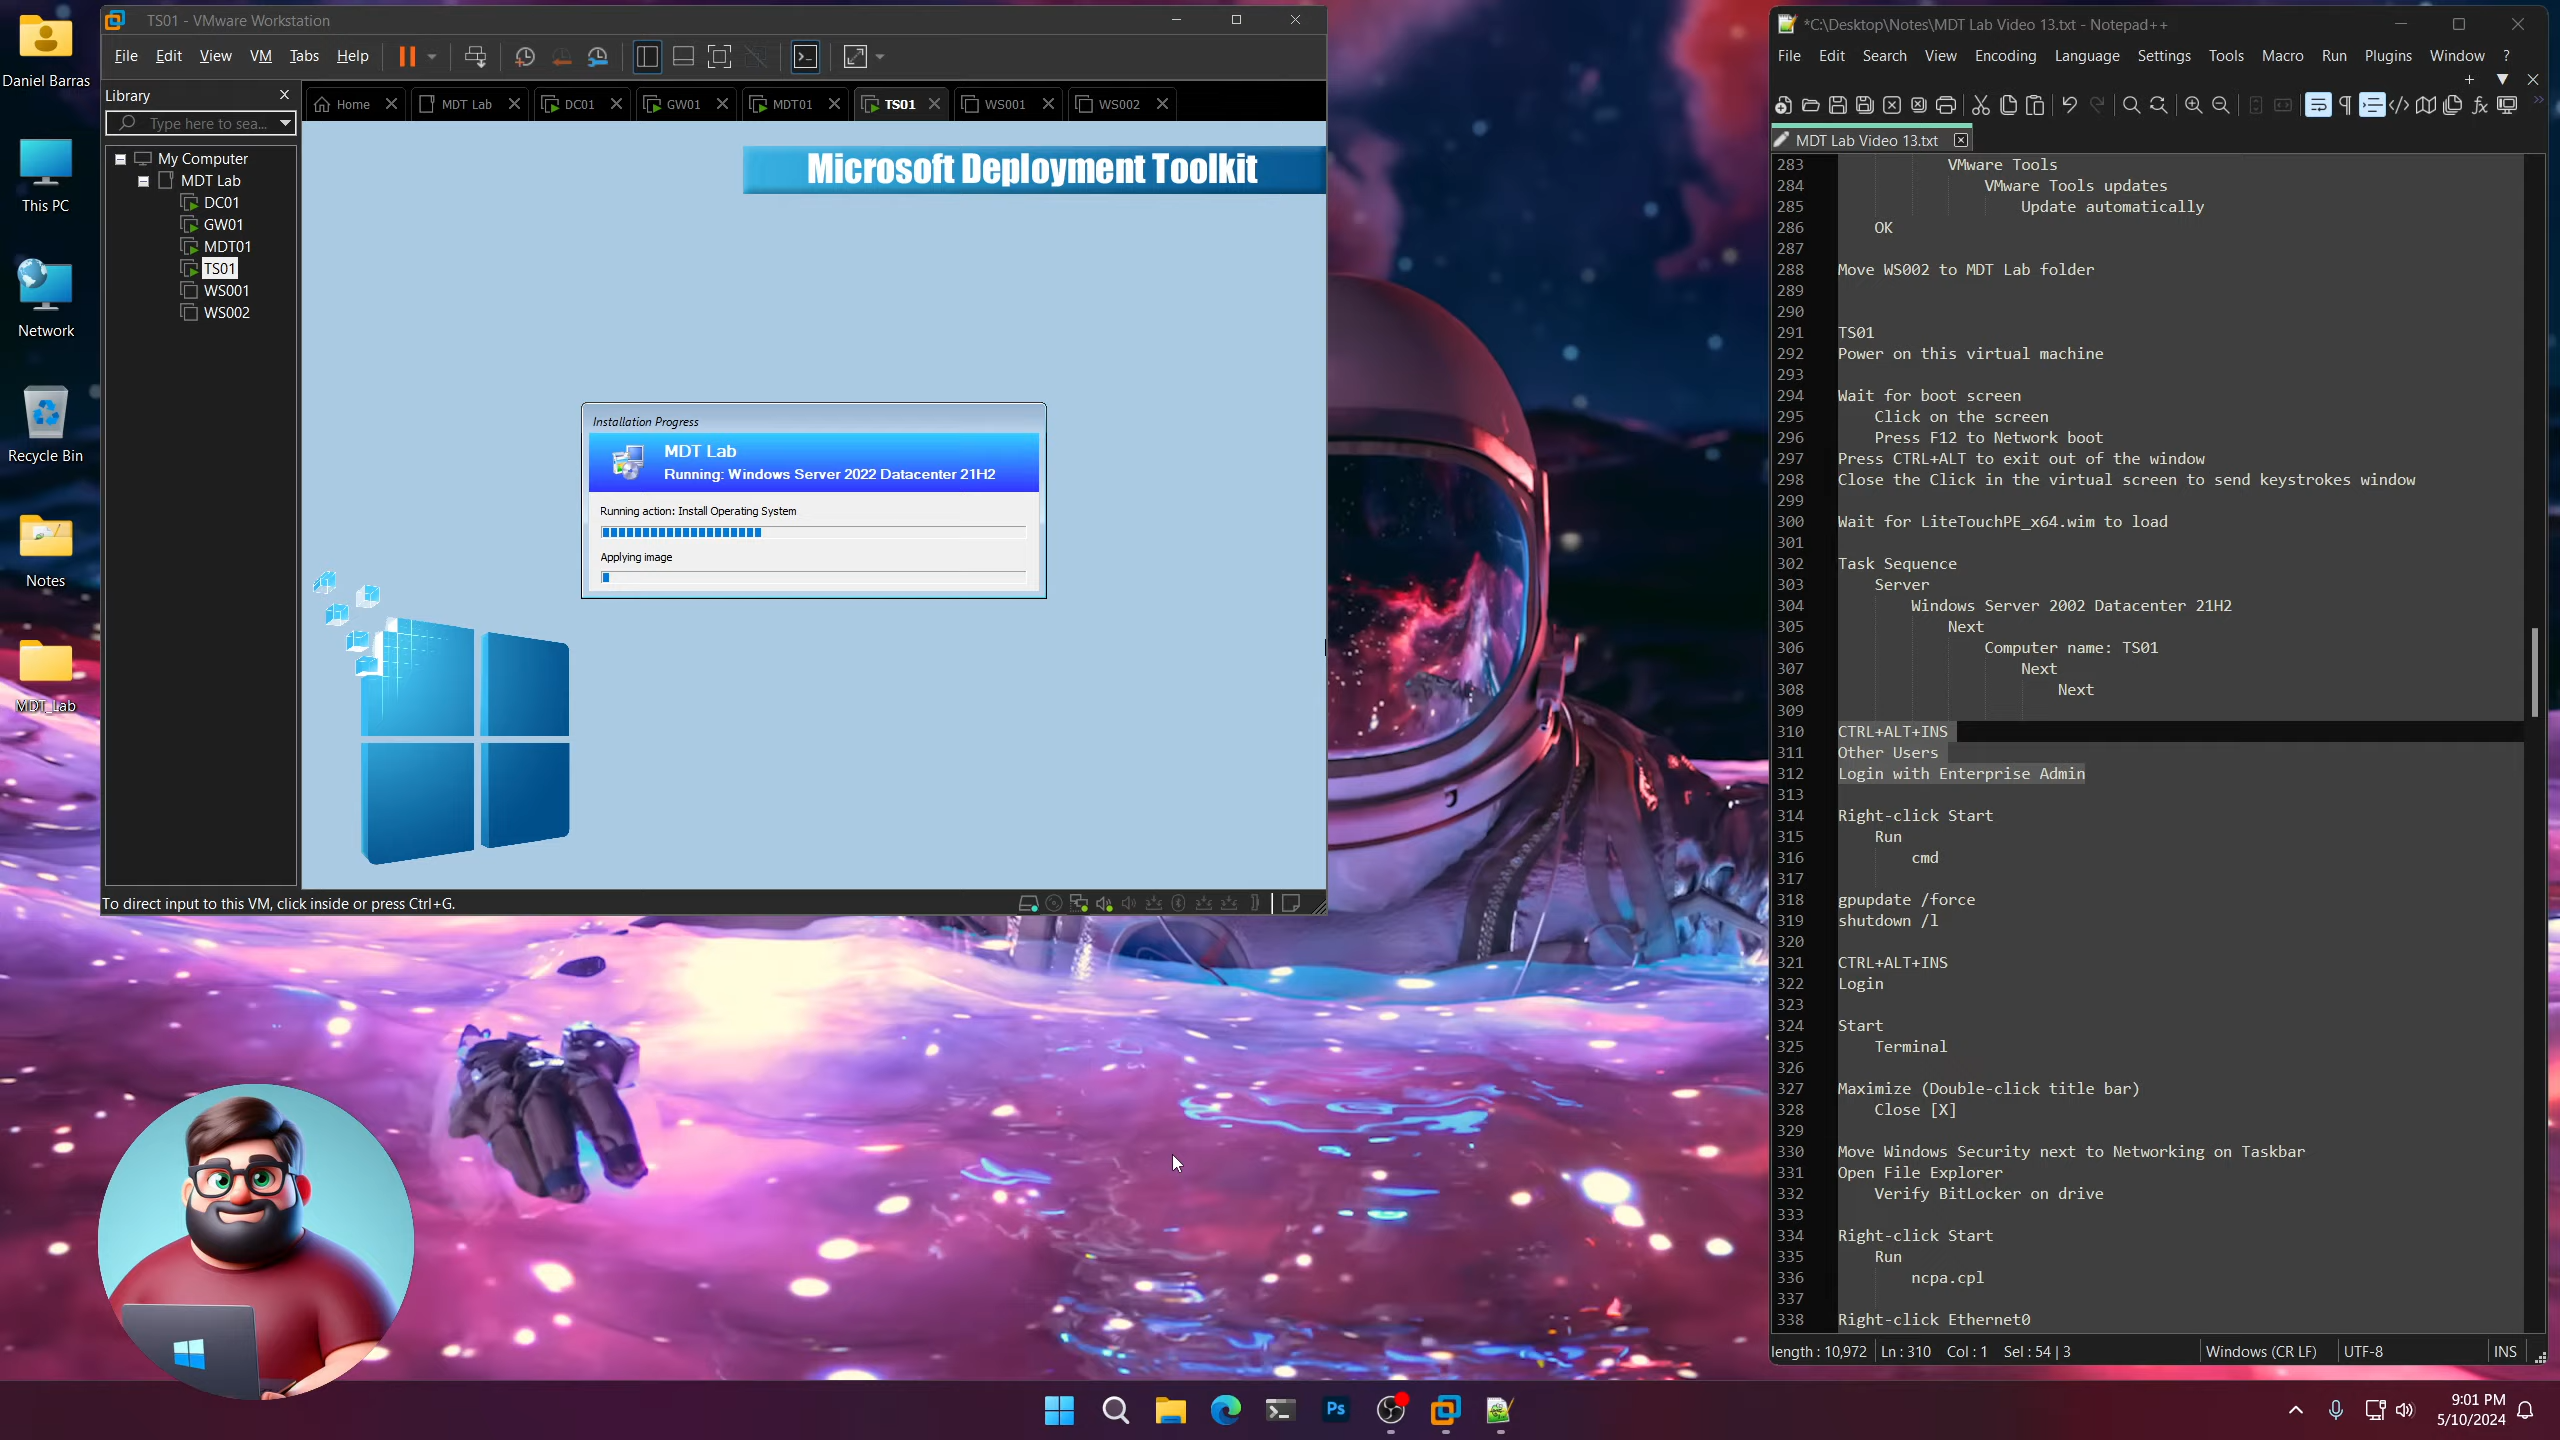 Daniel Barras
This PC
Network
Recycle Bin
Notes
MDT_Lab
TS01 - VMware Workstation
File Edit View VM Tabs Help
Library
Type here to sea...
My Computer
MDT Lab
DC01
GW01
MDT01
TS01
WS001
WS002
Home MDT Lab DC01 GW01 MDT01 TS01 WS001 WS002
Microsoft Deployment Toolkit
Installation Progress
MDT Lab
Running: Windows Server 2022 Datacenter 21H2
Running action: Install Operating System
Applying image
To direct input to this VM, click inside or press Ctrl+G.
*C:\Desktop\Notes\MDT Lab Video 13.txt - Notepad++
File Edit Search View Encoding Language Settings Tools Macro Run Plugins Window ?
MDT Lab Video 13.txt
283 VMware Tools
284 VMware Tools updates
285 Update automatically
286 OK
287
288 Move WS002 to MDT Lab folder
289
290
291 TS01
292 Power on this virtual machine
293
294 Wait for boot screen
295 Click on the screen
296 Press F12 to Network boot
297 Press CTRL+ALT to exit out of the window
298 Close the Click in the virtual screen to send keystrokes window
299
300 Wait for LiteTouchPE_x64.wim to load
301
302 Task Sequence
303 Server
304 Windows Server 2002 Datacenter 21H2
305 Next
306 Computer name: TS01
307 Next
308 Next
309
310 CTRL+ALT+INS
311 Other Users
312 Login with Enterprise Admin
313
314 Right-click Start
315 Run
316 cmd
317
318 gpupdate /force
319 shutdown /l
320
321 CTRL+ALT+INS
322 Login
323
324 Start
325 Terminal
326
327 Maximize (Double-click title bar)
328 Close [X]
329
330 Move Windows Security next to Networking on Taskbar
331 Open File Explorer
332 Verify BitLocker on drive
333
334 Right-click Start
335 Run
336 ncpa.cpl
337
338 Right-click Ethernet0
length : 10,972 Ln : 310 Col : 1 Sel : 54 | 3 Windows (CR LF) UTF-8 INS
Ps
9:01 PM
5/10/2024